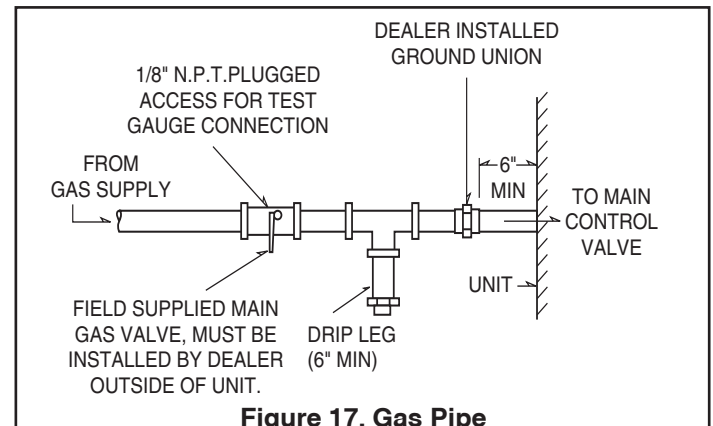 DEALER INSTALLED
GROUND UNION
1/8" N.P.T.PLUGGED
ACCESS FOR TEST
GAUGE CONNECTION
FROM
GAS SUPPLY
6"
MIN
TO MAIN
CONTROL
VALVE
UNIT
FIELD SUPPLIED MAIN
GAS VALVE, MUST BE
INSTALLED BY DEALER
OUTSIDE OF UNIT.
DRIP LEG
(6" MIN)
Figure 17. Gas Pipe